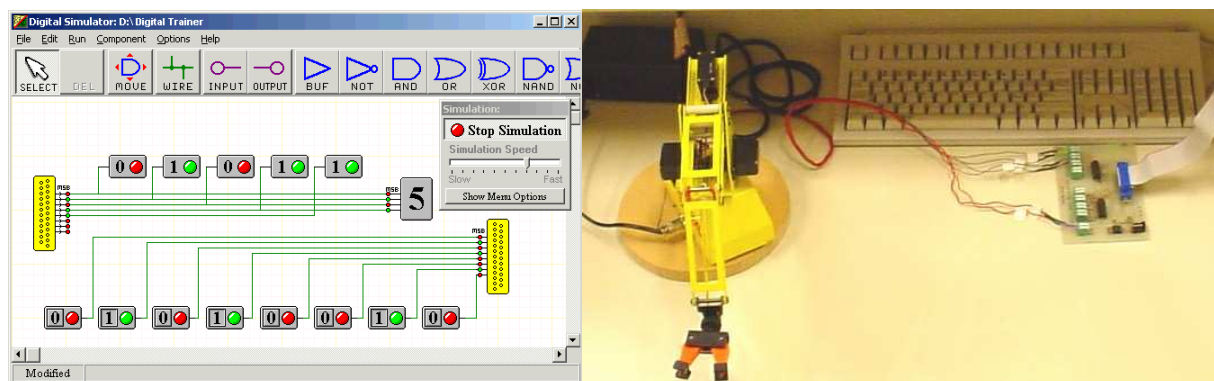 Digital Simulator: D:\ Digital Trainer
File Edit Run Component Options Help
SELECT DEL MOVE WIRE INPUT OUTPUT BUF NOT AND OR XOR NAND
Simulation:
Stop Simulation
Simulation Speed
Slow Fast
Show Menu Options
0 1 0 1 1
MSB MSB
5
MSB
0 1 0 1 0 0 1 0
Modified